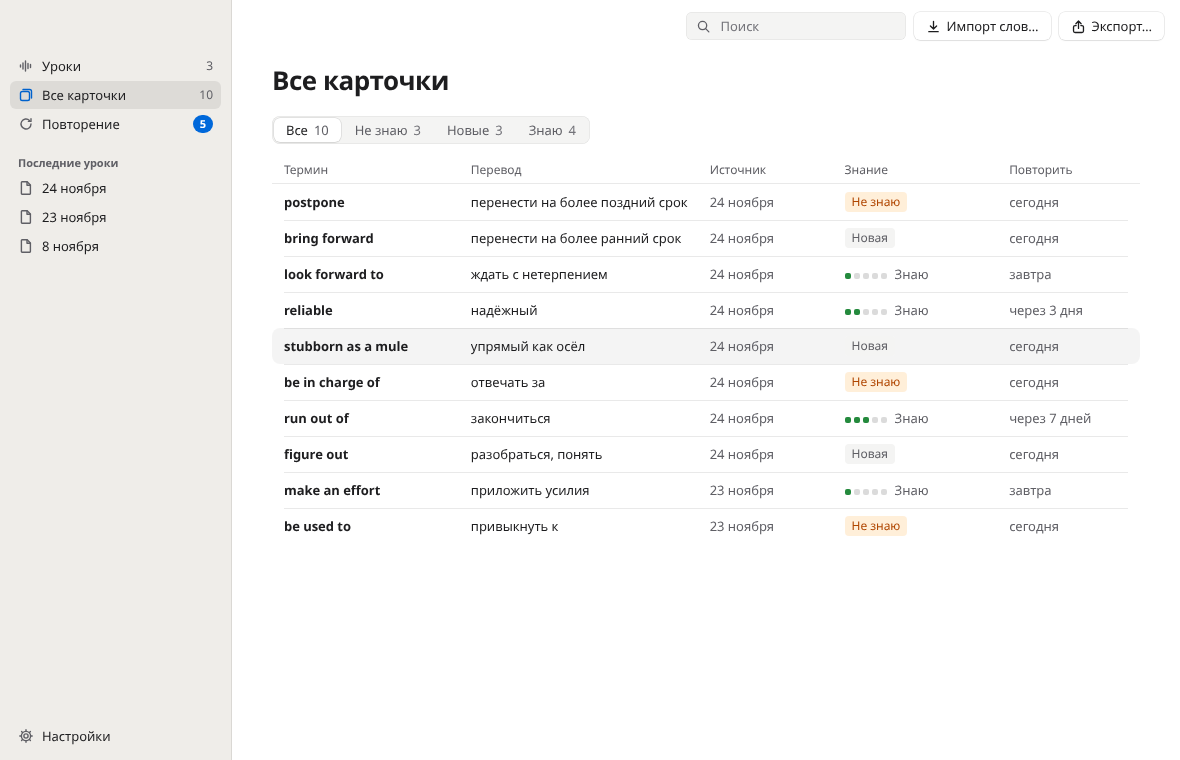 Поиск
Импорт слов…
Экспорт…
Уроки 3
Все карточки 10
Повторение 5
Последние уроки
24 ноября
23 ноября
8 ноября
Настройки
Все карточки
Все 10 Не знаю 3 Новые 3 Знаю 4
Термин Перевод Источник Знание Повторить
postpone перенести на более поздний срок 24 ноября Не знаю сегодня
bring forward перенести на более ранний срок 24 ноября Новая сегодня
look forward to ждать с нетерпением 24 ноября Знаю завтра
reliable надёжный 24 ноября Знаю через 3 дня
stubborn as a mule упрямый как осёл 24 ноября Новая сегодня
be in charge of отвечать за 24 ноября Не знаю сегодня
run out of закончиться 24 ноября Знаю через 7 дней
figure out разобраться, понять 24 ноября Новая сегодня
make an effort приложить усилия 23 ноября Знаю завтра
be used to привыкнуть к 23 ноября Не знаю сегодня